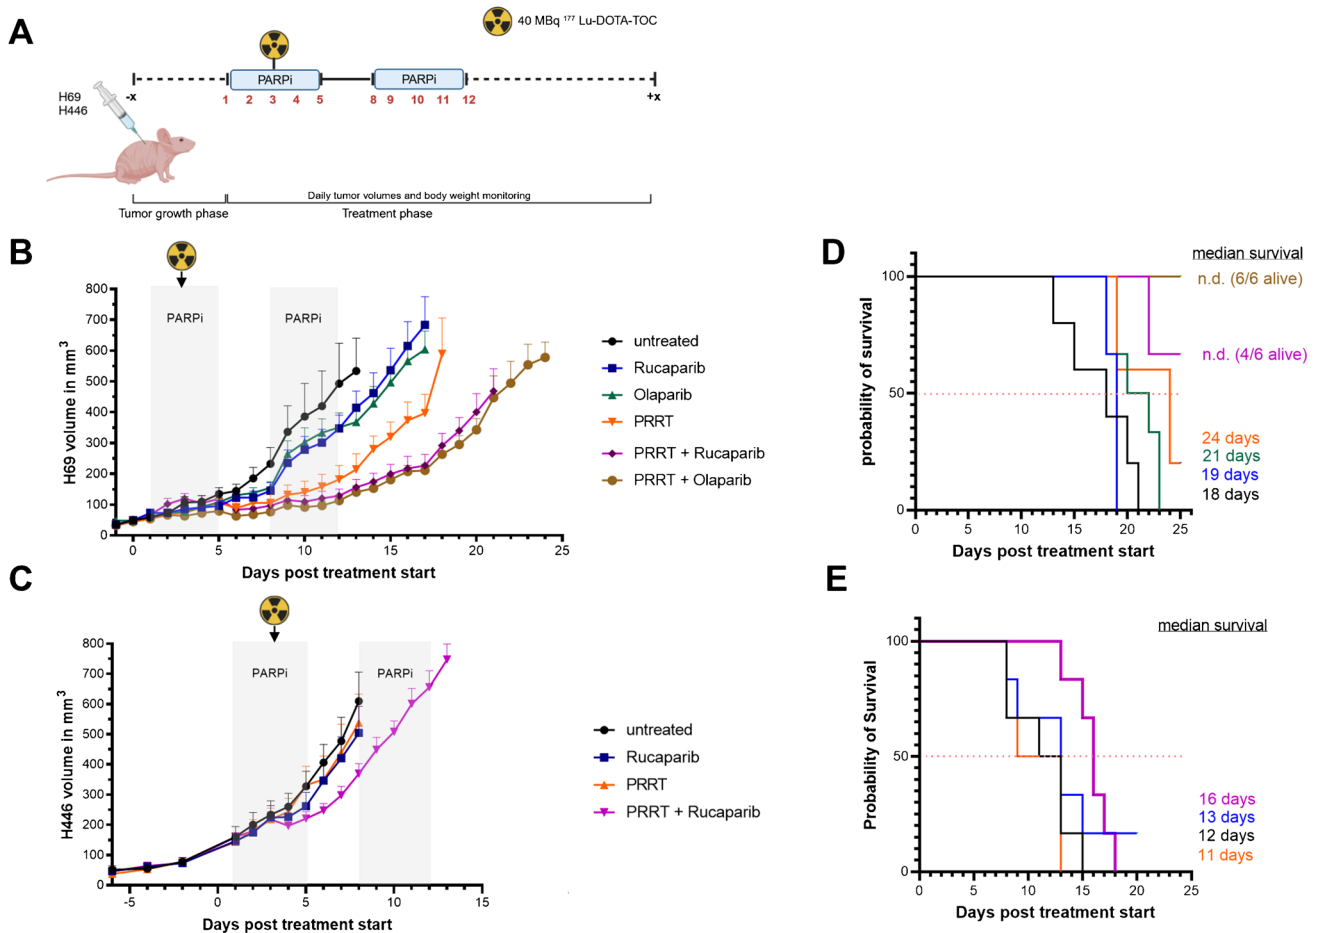 A
40 MBq ¹⁷⁷ Lu-DOTA-TOC
PARPi
PARPi
H69
H446
-x
1 2 3 4 5 8 9 10 11 12
+x
Daily tumor volumes and body weight monitoring
Tumor growth phase
Treatment phase
B
H69 volume in mm³
800
700
600
500
400
300
200
100
0
PARPi
PARPi
0 5 10 15 20 25
Days post treatment start
untreated
Rucaparib
Olaparib
PRRT
PRRT + Rucaparib
PRRT + Olaparib
D
probability of survival
100
50
0
0 5 10 15 20 25
Days post treatment start
median survival
n.d. (6/6 alive)
n.d. (4/6 alive)
24 days
21 days
19 days
18 days
C
H446 volume in mm³
800
700
600
500
400
300
200
100
0
PARPi
PARPi
-5 0 5 10 15
Days post treatment start
untreated
Rucaparib
PRRT
PRRT + Rucaparib
E
Probability of Survival
100
50
0
0 5 10 15 20 25
Days post treatment start
median survival
16 days
13 days
12 days
11 days